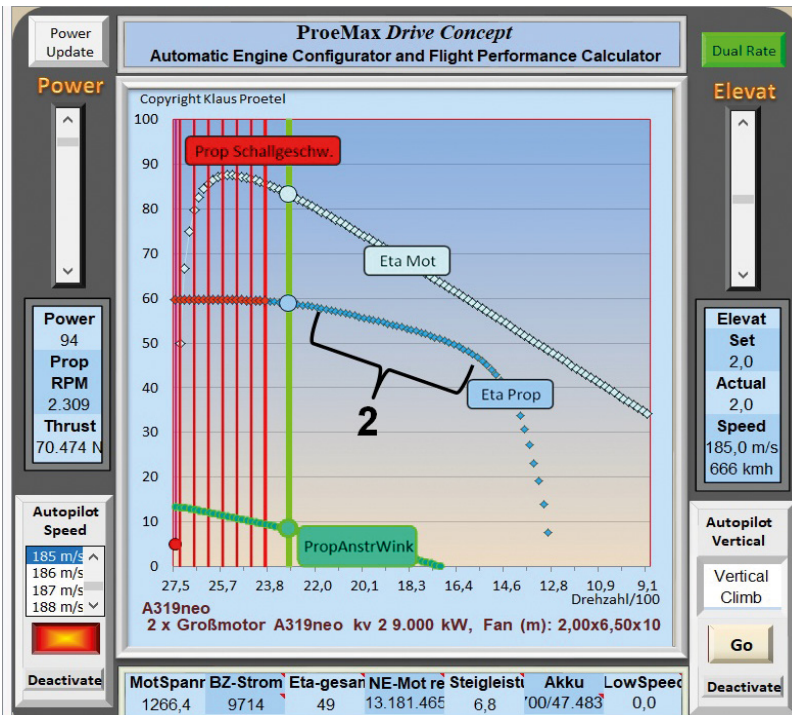 Power
Update
ProeMax Drive Concept
Automatic Engine Configurator and Flight Performance Calculator
Dual Rate
Power
Elevat
Copyright Klaus Proetel
100
90
80
70
60
50
40
30
20
10
0
Prop Schallgeschw.
Eta Mot
Eta Prop
2
PropAnstrWink
27,5
25,7
23,8
22,0
20,1
18,3
16,4
14,6
12,8
10,9
9,1
Drehzahl/100
A319neo
2 x Großmotor A319neo kv 2 9.000 kW, Fan (m): 2,00x6,50x10
Power
94
Prop
RPM
2.309
Thrust
70.474 N
Elevat
Set
2,0
Actual
2,0
Speed
185,0 m/s
666 kmh
Autopilot
Speed
185 m/s
186 m/s
187 m/s
188 m/s
Deactivate
Autopilot
Vertical
Vertical
Climb
Go
Deactivate
MotSpanr BZ-Strom Eta-gesan NE-Mot re Steigleistu Akku LowSpeed
1266,4 9714 49 13.181.465 6,8 700/47.483 0,0